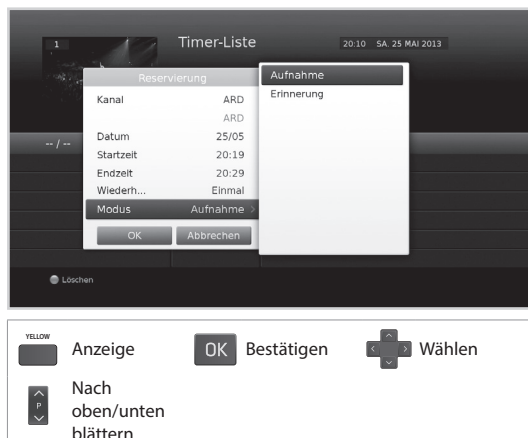 1
Timer-Liste
20:10 SA. 25 MAI 2013
Reservierung
Kanal ARD
ARD
Datum 25/05
Startzeit 20:19
Endzeit 20:29
Wiederh... Einmal
Modus Aufnahme
OK Abbrechen
Aufnahme
Erinnerung
-- / --
Löschen
YELLOW
Anzeige
OK Bestätigen
Wählen
P
Nach
oben/unten
blättern